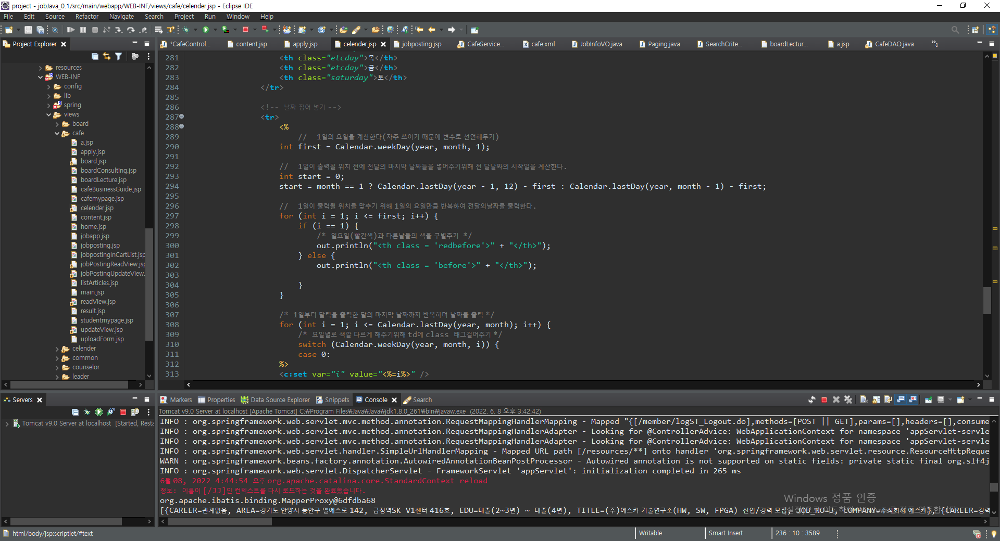 project - jobJava_0.1/src/main/webapp/WEB-INF/views/cafe/celender.jsp - Eclipse IDE
File Edit Source Refactor Navigate Search Project Run Window Help
Project Explorer
*CafeControl... content.jsp apply.jsp celender.jsp jobposting.jsp CafeService... cafe.xml JobInfoVO.java Paging.java SearchCrite... boardLectur... a.jsp CafeDAO.java »8
resources
WEB-INF
config
lib
spring
views
board
cafe
a.jsp
apply.jsp
board.jsp
boardConsulting.jsp
boardLecture.jsp
cafeBusinessGuide.jsp
cafemypage.jsp
celender.jsp
content.jsp
home.jsp
jobapp.jsp
jobposting.jsp
jobpostingInCartList.jsp
jobPostingReadView.jsp
jobPostingUpdateView.
listArticles.jsp
main.jsp
readView.jsp
result.jsp
studentmypage.jsp
updateView.jsp
uploadForm.jsp
celender
common
counselor
leader
281 <th class="etcday">목</th>
282 <th class="etcday">금</th>
283 <th class="saturday">토</th>
284 </tr>
285
286 <!-- 날짜 집어 넣기 -->
287 <tr>
288 <%
289 //  1일의 요일을 계산한다(자주 쓰이기 때문에 변수로 선언해두기)
290 int first = Calendar.weekDay(year, month, 1);
291
292 //  1일이 출력될 위치 전에 전달의 마지막 날짜들을 넣어주기위해 전 달날짜의 시작일을 계산한다.
293 int start = 0;
294 start = month == 1 ? Calendar.lastDay(year - 1, 12) - first : Calendar.lastDay(year, month - 1) - first;
295
296 //  1일이 출력될 위치를 맞추기 위해 1일의 요일만큼 반복하여 전달의날짜를 출력한다.
297 for (int i = 1; i <= first; i++) {
298 if (i == 1) {
299 /* 일요일(빨간색)과 다른날들의 색을 구별주기 */
300 out.println("<th class = 'redbefore'>" + "</th>");
301 } else {
302 out.println("<th class = 'before'>" + "</th>");
303
304 }
305 }
306
307 /* 1일부터 달력을 출력한 달의 마지막 날짜까지 반복하며 날짜를 출력 */
308 for (int i = 1; i <= Calendar.lastDay(year, month); i++) {
309 /* 요일별로 색깔 다르게 해주기위해 td에 class 태그걸어주기 */
310 switch (Calendar.weekDay(year, month, i)) {
311 case 0:
312 %>
313 <c:set var="i" value="<%=i%>" />
Servers
Tomcat v9.0 Server at localhost [Started, Resta
Markers Properties Data Source Explorer Snippets Console Search
Tomcat v9.0 Server at localhost [Apache Tomcat] C:₩Program Files₩Java₩Java₩jdk1.8.0_261₩bin₩javaw.exe (2022. 6. 8 오후 3:42:42)
INFO : org.springframework.web.servlet.mvc.method.annotation.RequestMappingHandlerMapping - Mapped "{[/member/logST_Logout.do],methods=[POST || GET],params=[],headers=[],consume
INFO : org.springframework.web.servlet.mvc.method.annotation.RequestMappingHandlerAdapter - Looking for @ControllerAdvice: WebApplicationContext for namespace 'appServlet-servle
INFO : org.springframework.web.servlet.mvc.method.annotation.RequestMappingHandlerAdapter - Looking for @ControllerAdvice: WebApplicationContext for namespace 'appServlet-servle
INFO : org.springframework.web.servlet.handler.SimpleUrlHandlerMapping - Mapped URL path [/resources/**] onto handler 'org.springframework.web.servlet.resource.ResourceHttpReque
WARN : org.springframework.beans.factory.annotation.AutowiredAnnotationBeanPostProcessor - Autowired annotation is not supported on static fields: private static final org.slf4j
INFO : org.springframework.web.servlet.DispatcherServlet - FrameworkServlet 'appServlet': initialization completed in 265 ms
6월 08, 2022 4:44:54 오후 org.apache.catalina.core.StandardContext reload
정보: 이름이 [/JJ]인 컨텍스트를 다시 로드하는 것을 완료했습니다.
org.apache.ibatis.binding.MapperProxy@6dfdba68
[{CAREER=관계없음, AREA=경기도 안양시 동안구 엘에스로 142, 금정역SK V1센터 416호, EDU=대졸(2~3년) ~ 대졸(4년), TITLE=(주)에스카 기술연구소(HW, SW, FPGA) 신입/경력 모집, JOB_NO=3, COMPANY=주식회사 에스카}, {CAREER=경력
Windows 정품 인증
html/body/jsp:scriptlet/#text
Writable Smart Insert 236 : 10 : 3589